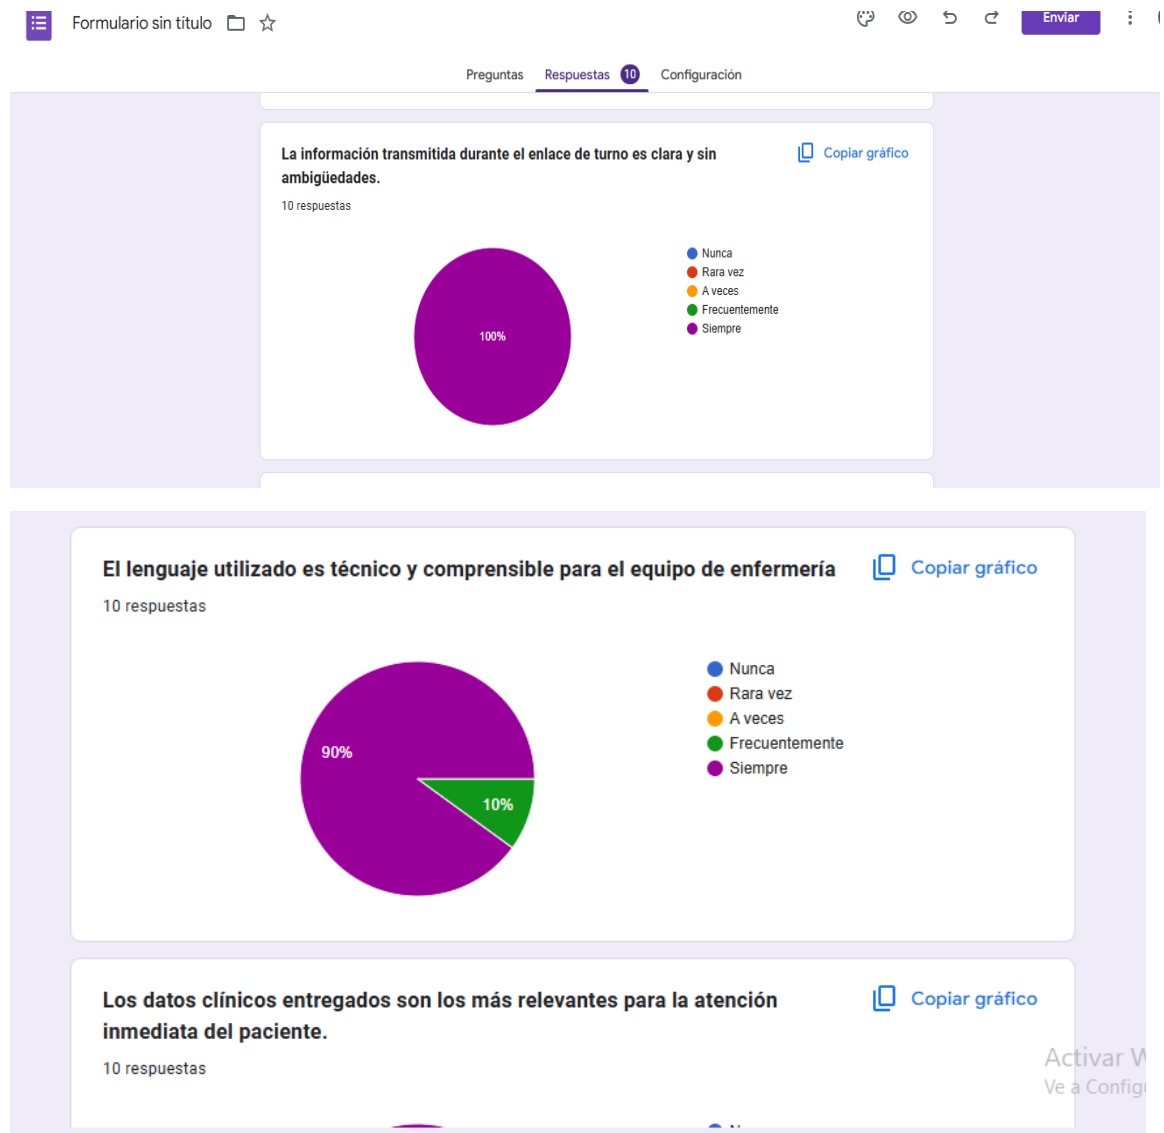 Formulario sin título
Enviar
Preguntas Respuestas 10 Configuración
La información transmitida durante el enlace de turno es clara y sin
ambigüedades.
Copiar gráfico
10 respuestas
100%
Nunca
Rara vez
A veces
Frecuentemente
Siempre
El lenguaje utilizado es técnico y comprensible para el equipo de enfermería
Copiar gráfico
10 respuestas
90%
10%
Nunca
Rara vez
A veces
Frecuentemente
Siempre
Los datos clínicos entregados son los más relevantes para la atención
inmediata del paciente.
Copiar gráfico
10 respuestas
Activar W
Ve a Config